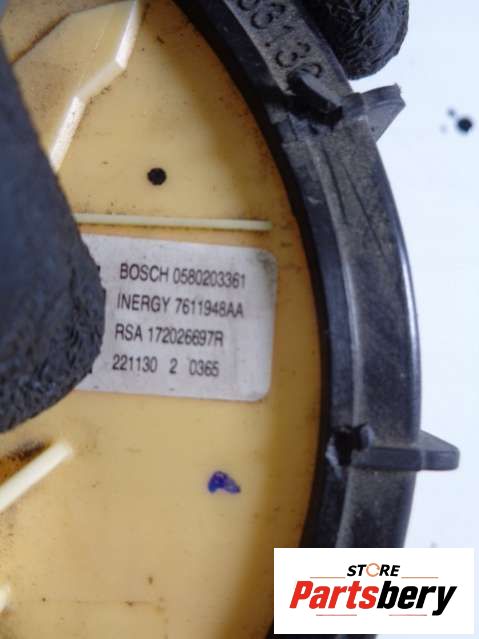 BOSCH 0580203361
INERGY 7611948AA
RSA 172026697R
221130 2 0365
STORE
Partsbery